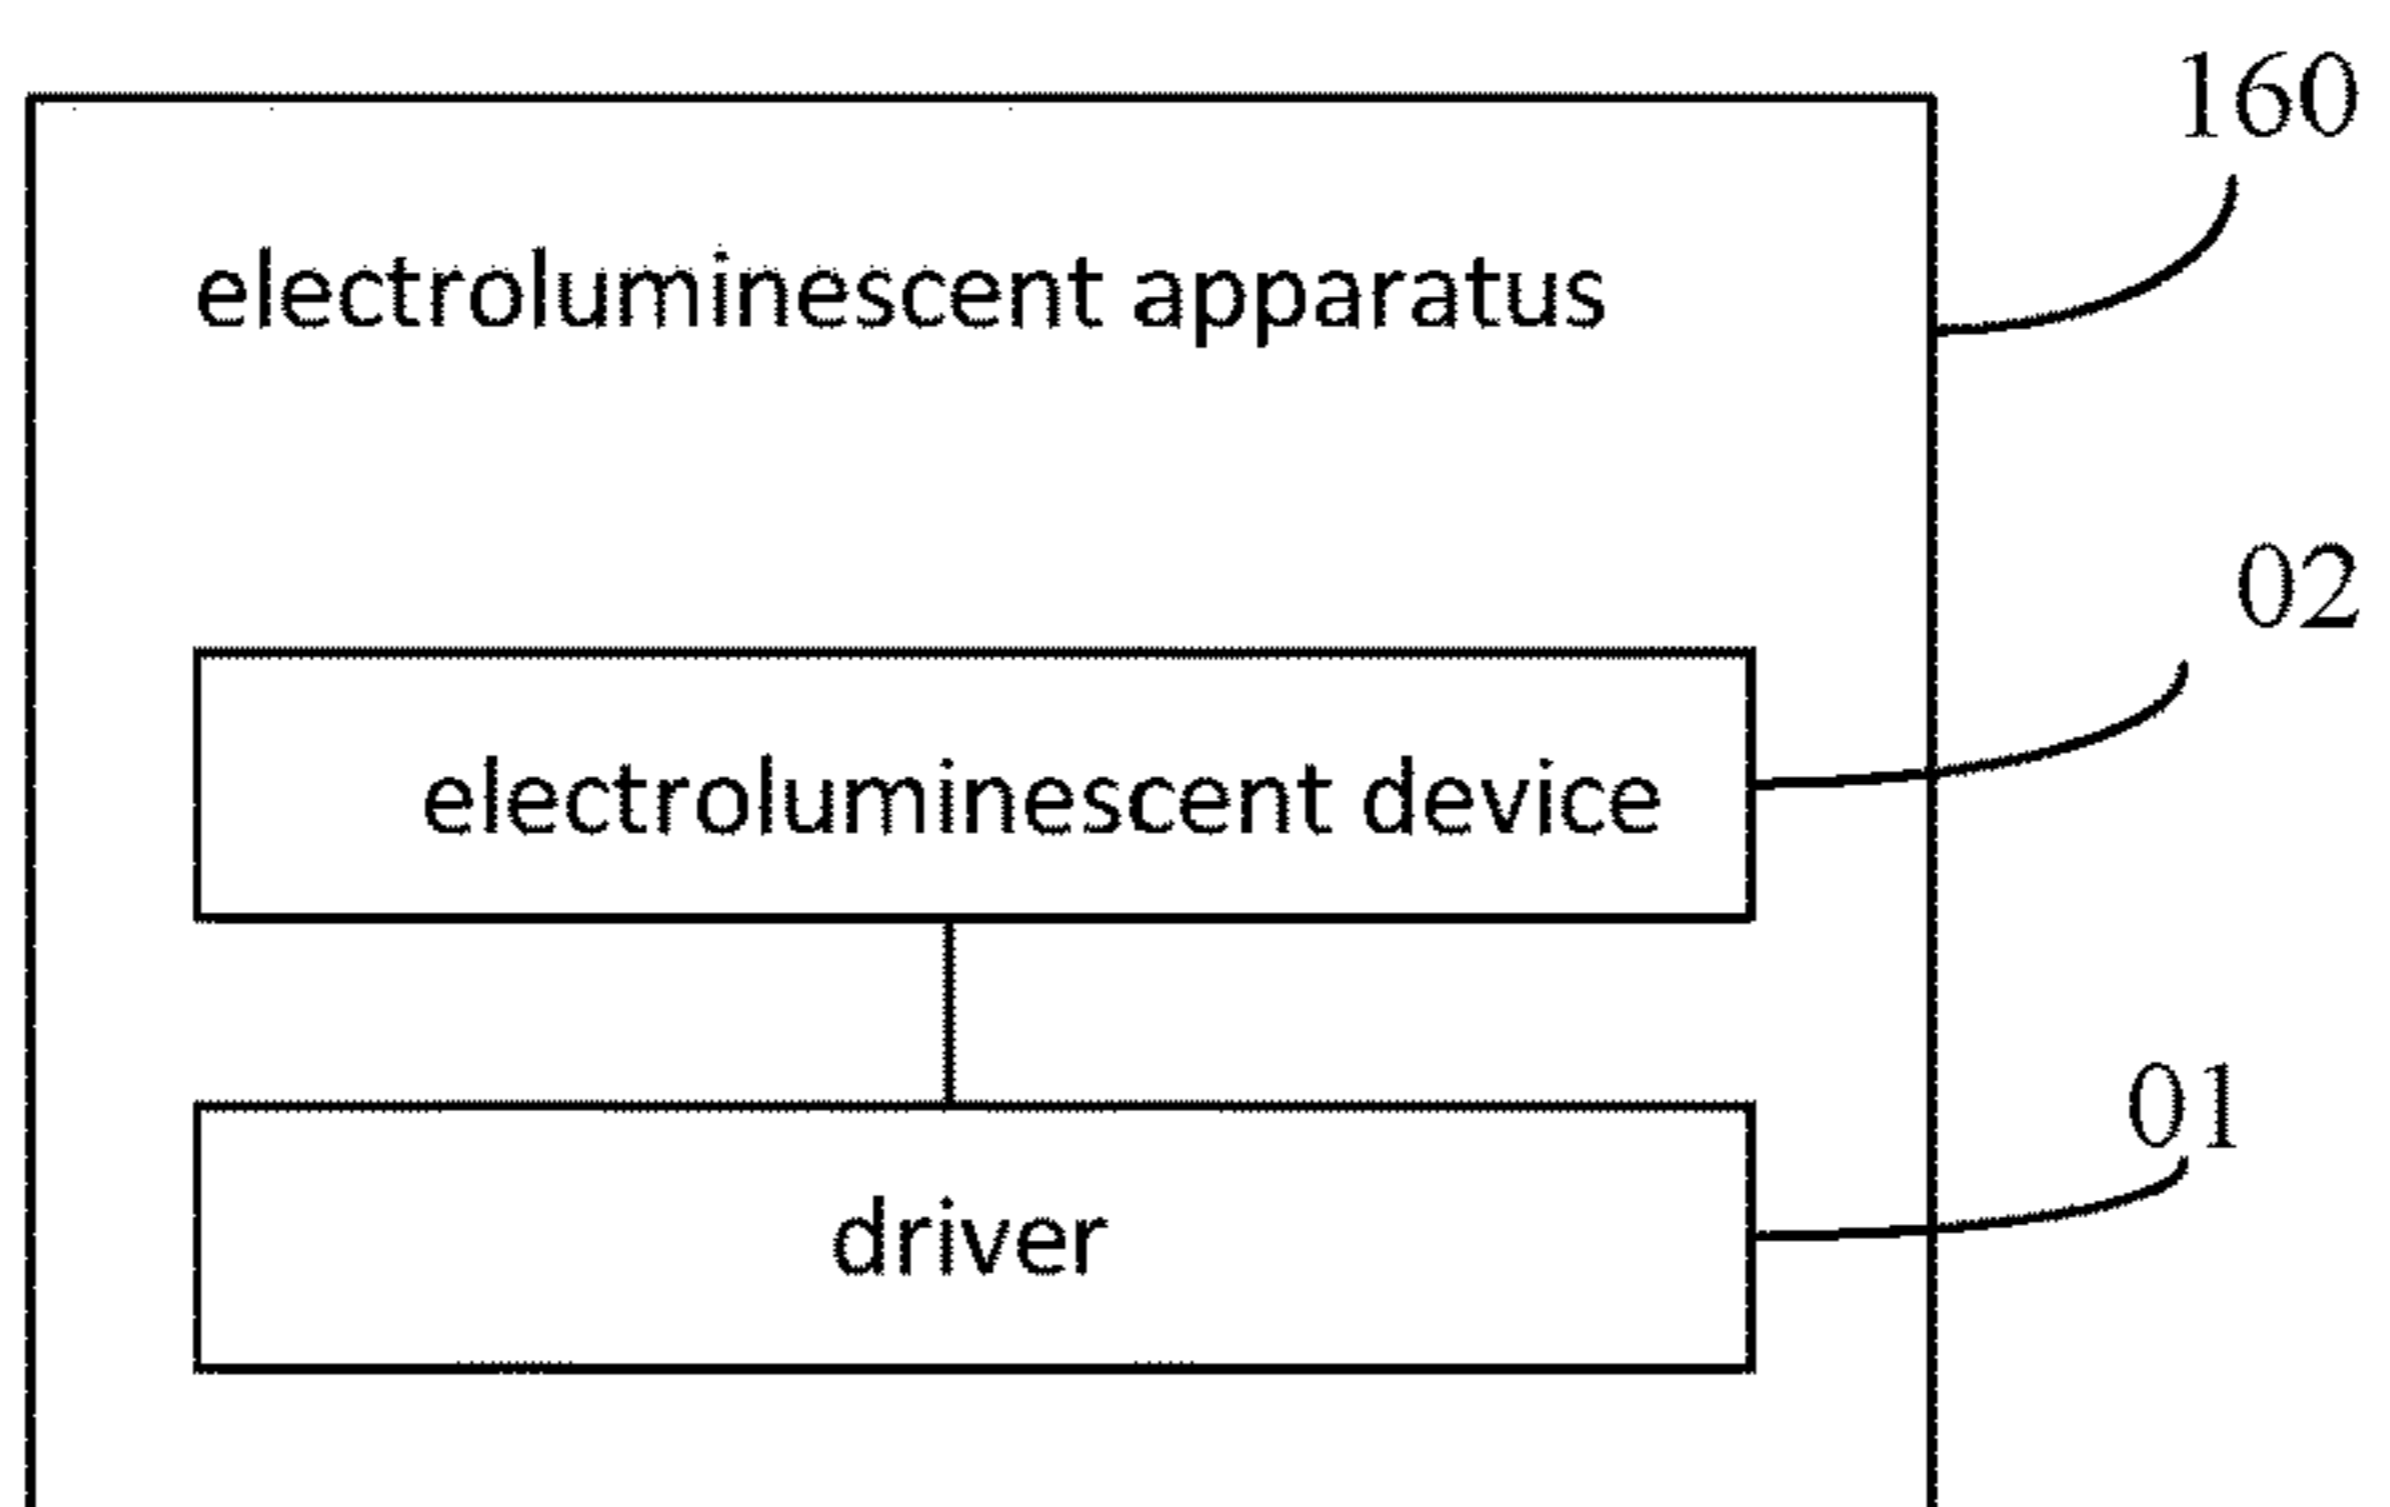 160
electroluminescent apparatus
02
electroluminescent device
01
driver